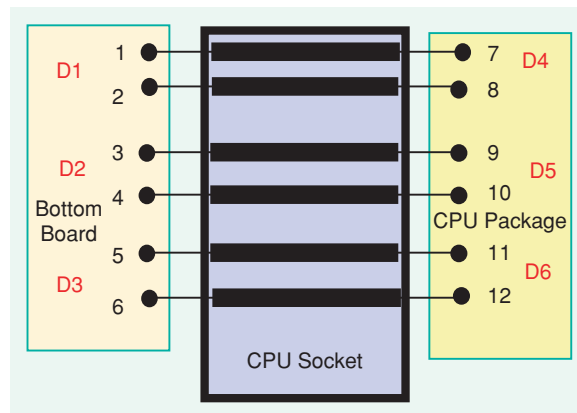 1
7
D1
D4
2
8
3
9
D2
D5
4
10
Bottom
Board
CPU Package
5
11
D3
D6
6
12
CPU Socket